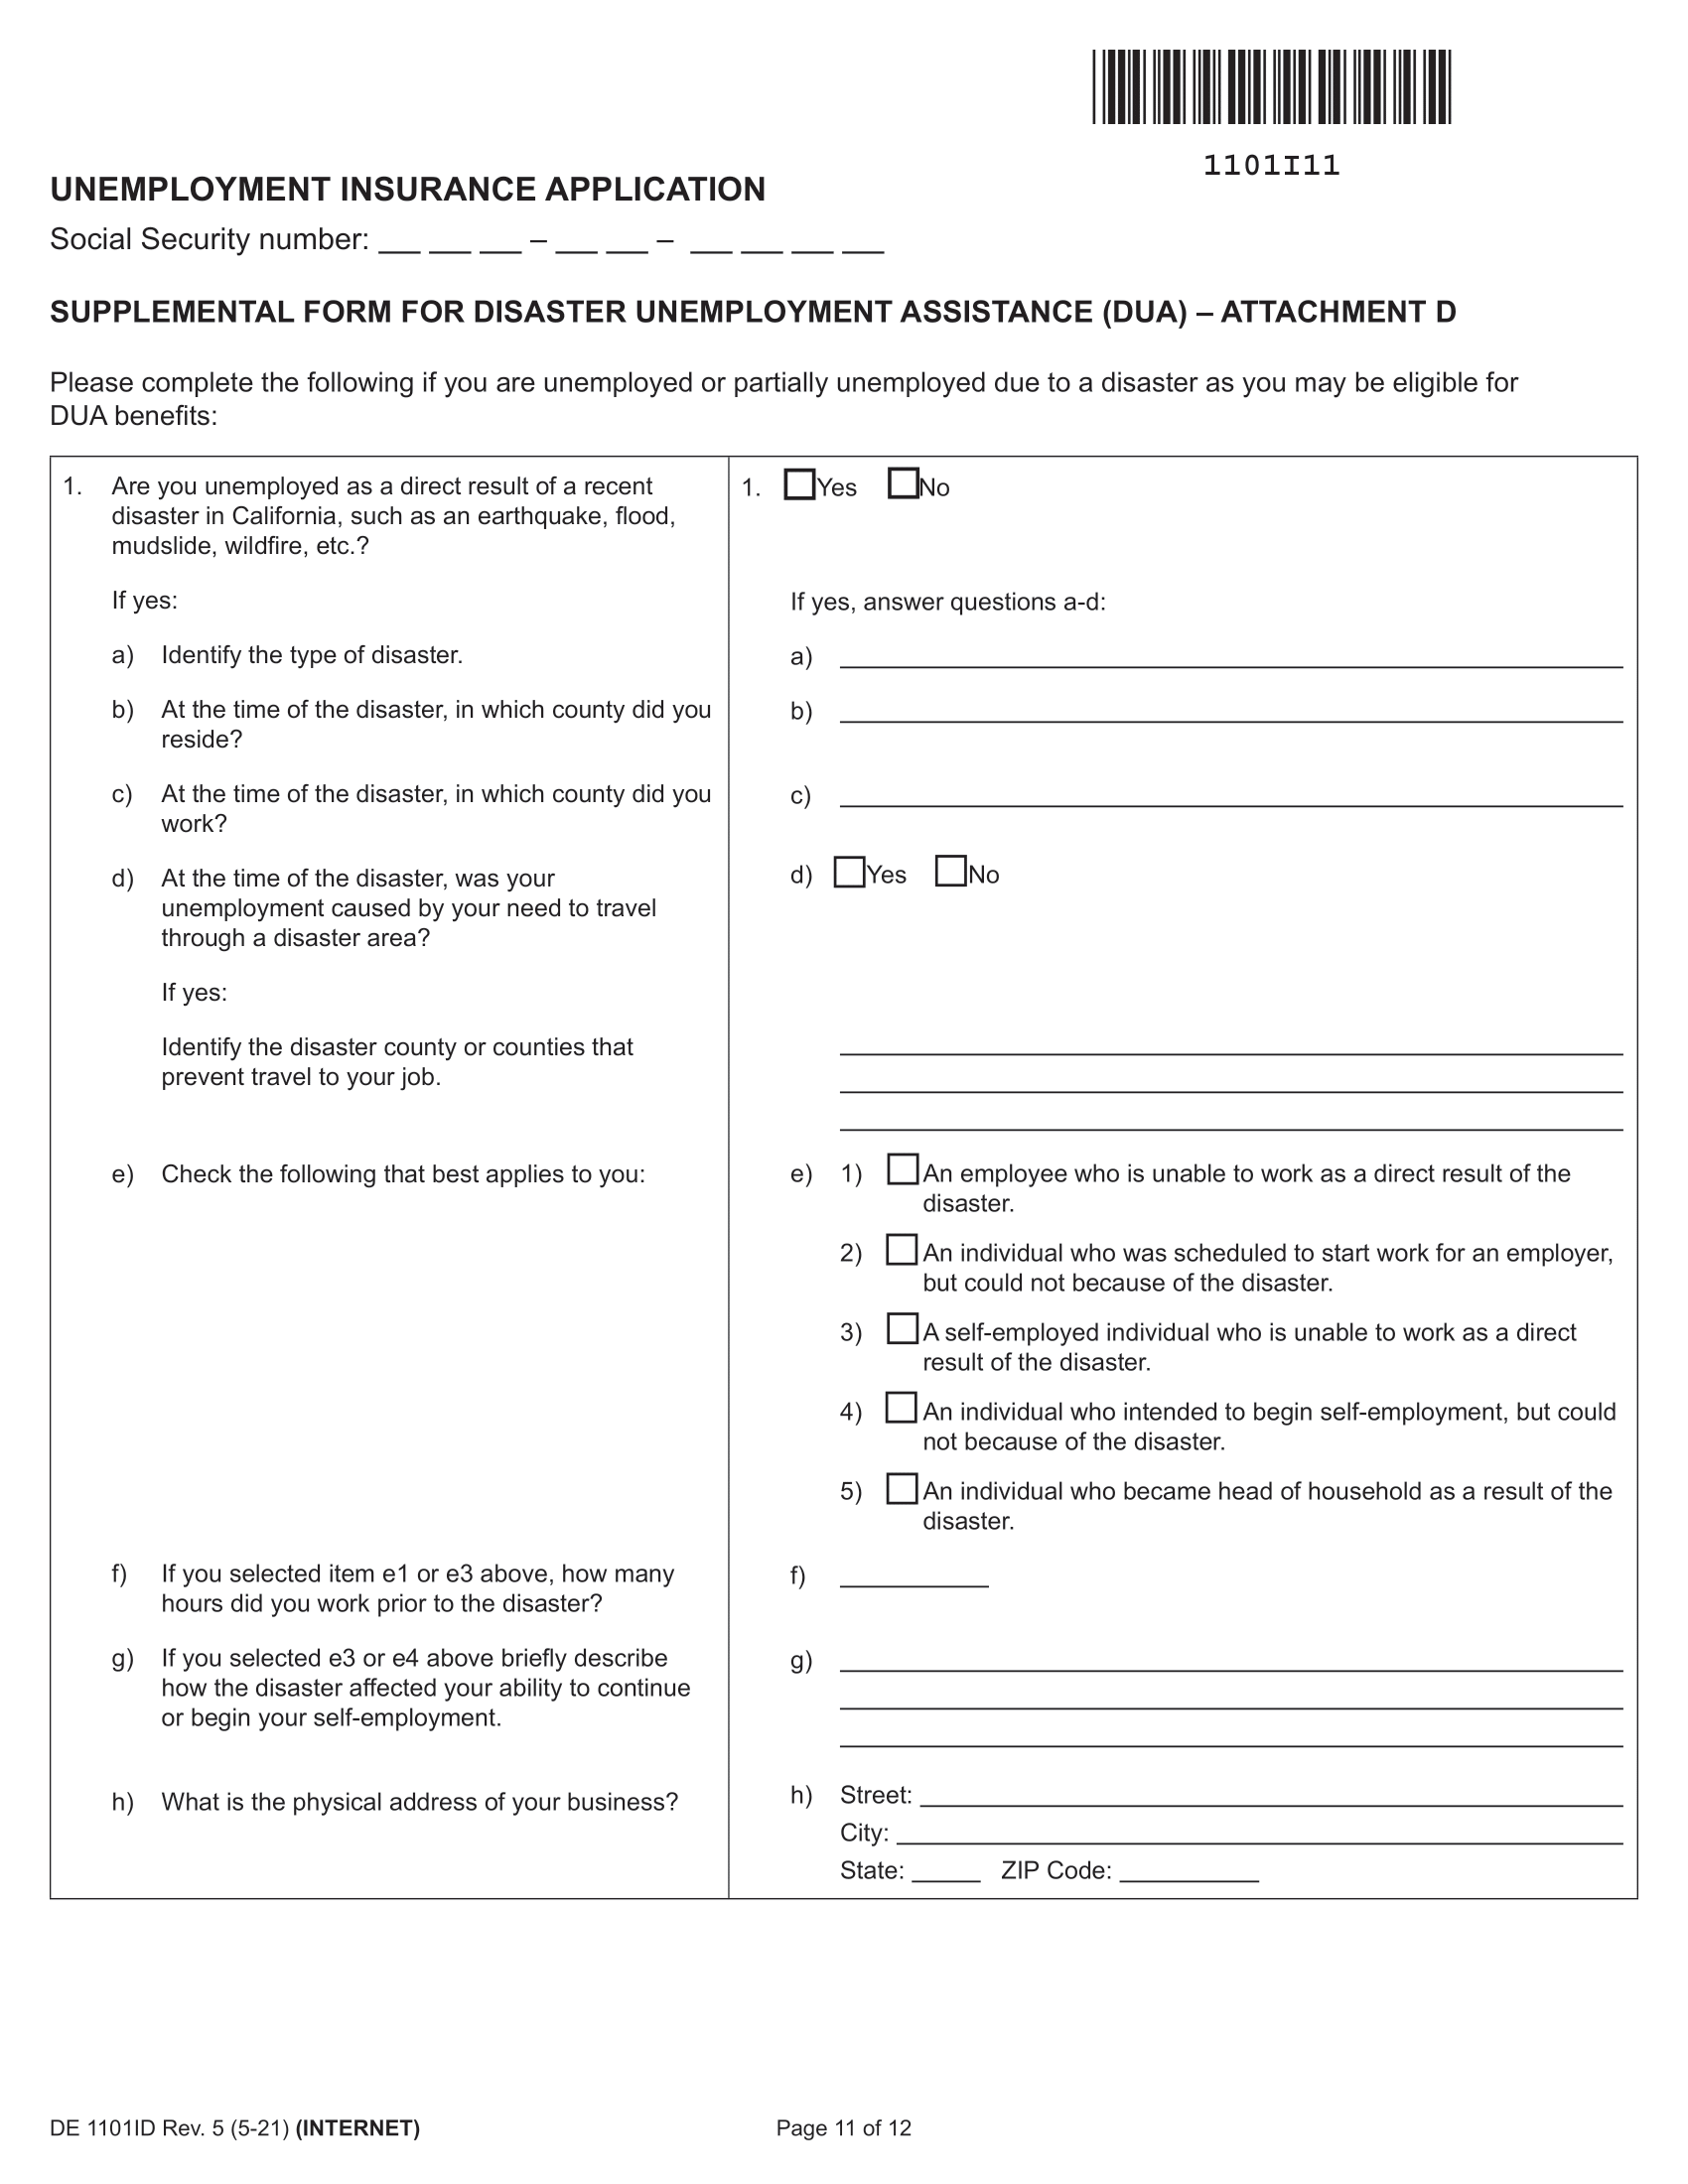 1101I11
UNEMPLOYMENT INSURANCE APPLICATION
Social Security number: ___ ___ ___ – ___ ___ – ___ ___ ___ ___
SUPPLEMENTAL FORM FOR DISASTER UNEMPLOYMENT ASSISTANCE (DUA) – ATTACHMENT D
Please complete the following if you are unemployed or partially unemployed due to a disaster as you may be eligible for
DUA benefits:
1. Are you unemployed as a direct result of a recent
disaster in California, such as an earthquake, flood,
mudslide, wildfire, etc.?
If yes:
a) Identify the type of disaster.
b) At the time of the disaster, in which county did you
reside?
c) At the time of the disaster, in which county did you
work?
d) At the time of the disaster, was your
unemployment caused by your need to travel
through a disaster area?
If yes:
Identify the disaster county or counties that
prevent travel to your job.
e) Check the following that best applies to you:
f) If you selected item e1 or e3 above, how many
hours did you work prior to the disaster?
g) If you selected e3 or e4 above briefly describe
how the disaster affected your ability to continue
or begin your self-employment.
h) What is the physical address of your business?
1. Yes No
If yes, answer questions a-d:
a)
b)
c)
d) Yes No
e) 1) An employee who is unable to work as a direct result of the
disaster.
2) An individual who was scheduled to start work for an employer,
but could not because of the disaster.
3) A self-employed individual who is unable to work as a direct
result of the disaster.
4) An individual who intended to begin self-employment, but could
not because of the disaster.
5) An individual who became head of household as a result of the
disaster.
f)
g)
h) Street:
City:
State: ZIP Code:
DE 1101ID Rev. 5 (5-21) (INTERNET)
Page 11 of 12